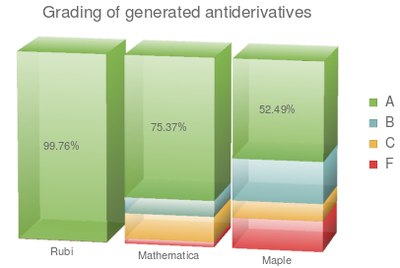 Grading of generated antiderivatives
99.76%
75.37%
52.49%
A
B
C
F
Rubi
Mathematica
Maple